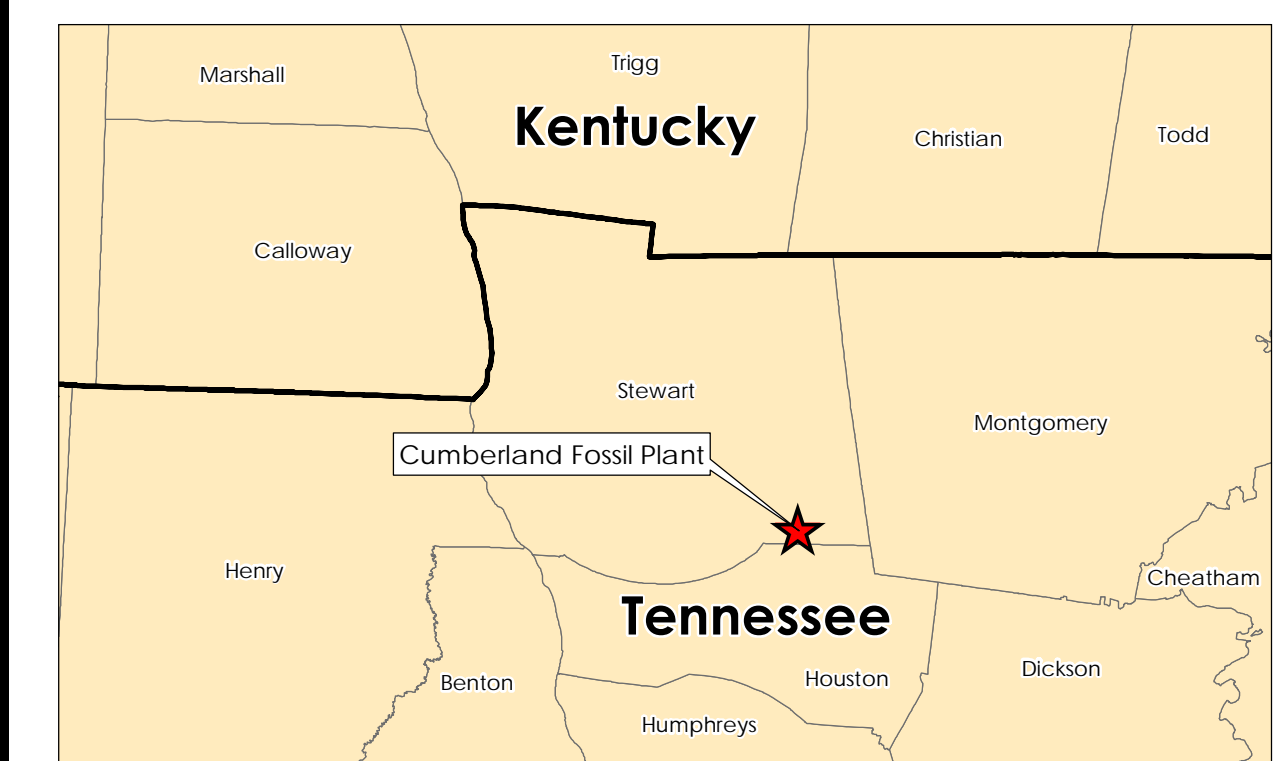 Trigg
Marshall
Kentucky
Christian
Todd
Calloway
Stewart
Montgomery
Cumberland Fossil Plant
Henry
Cheatham
Tennessee
Dickson
Houston
Benton
Humphreys